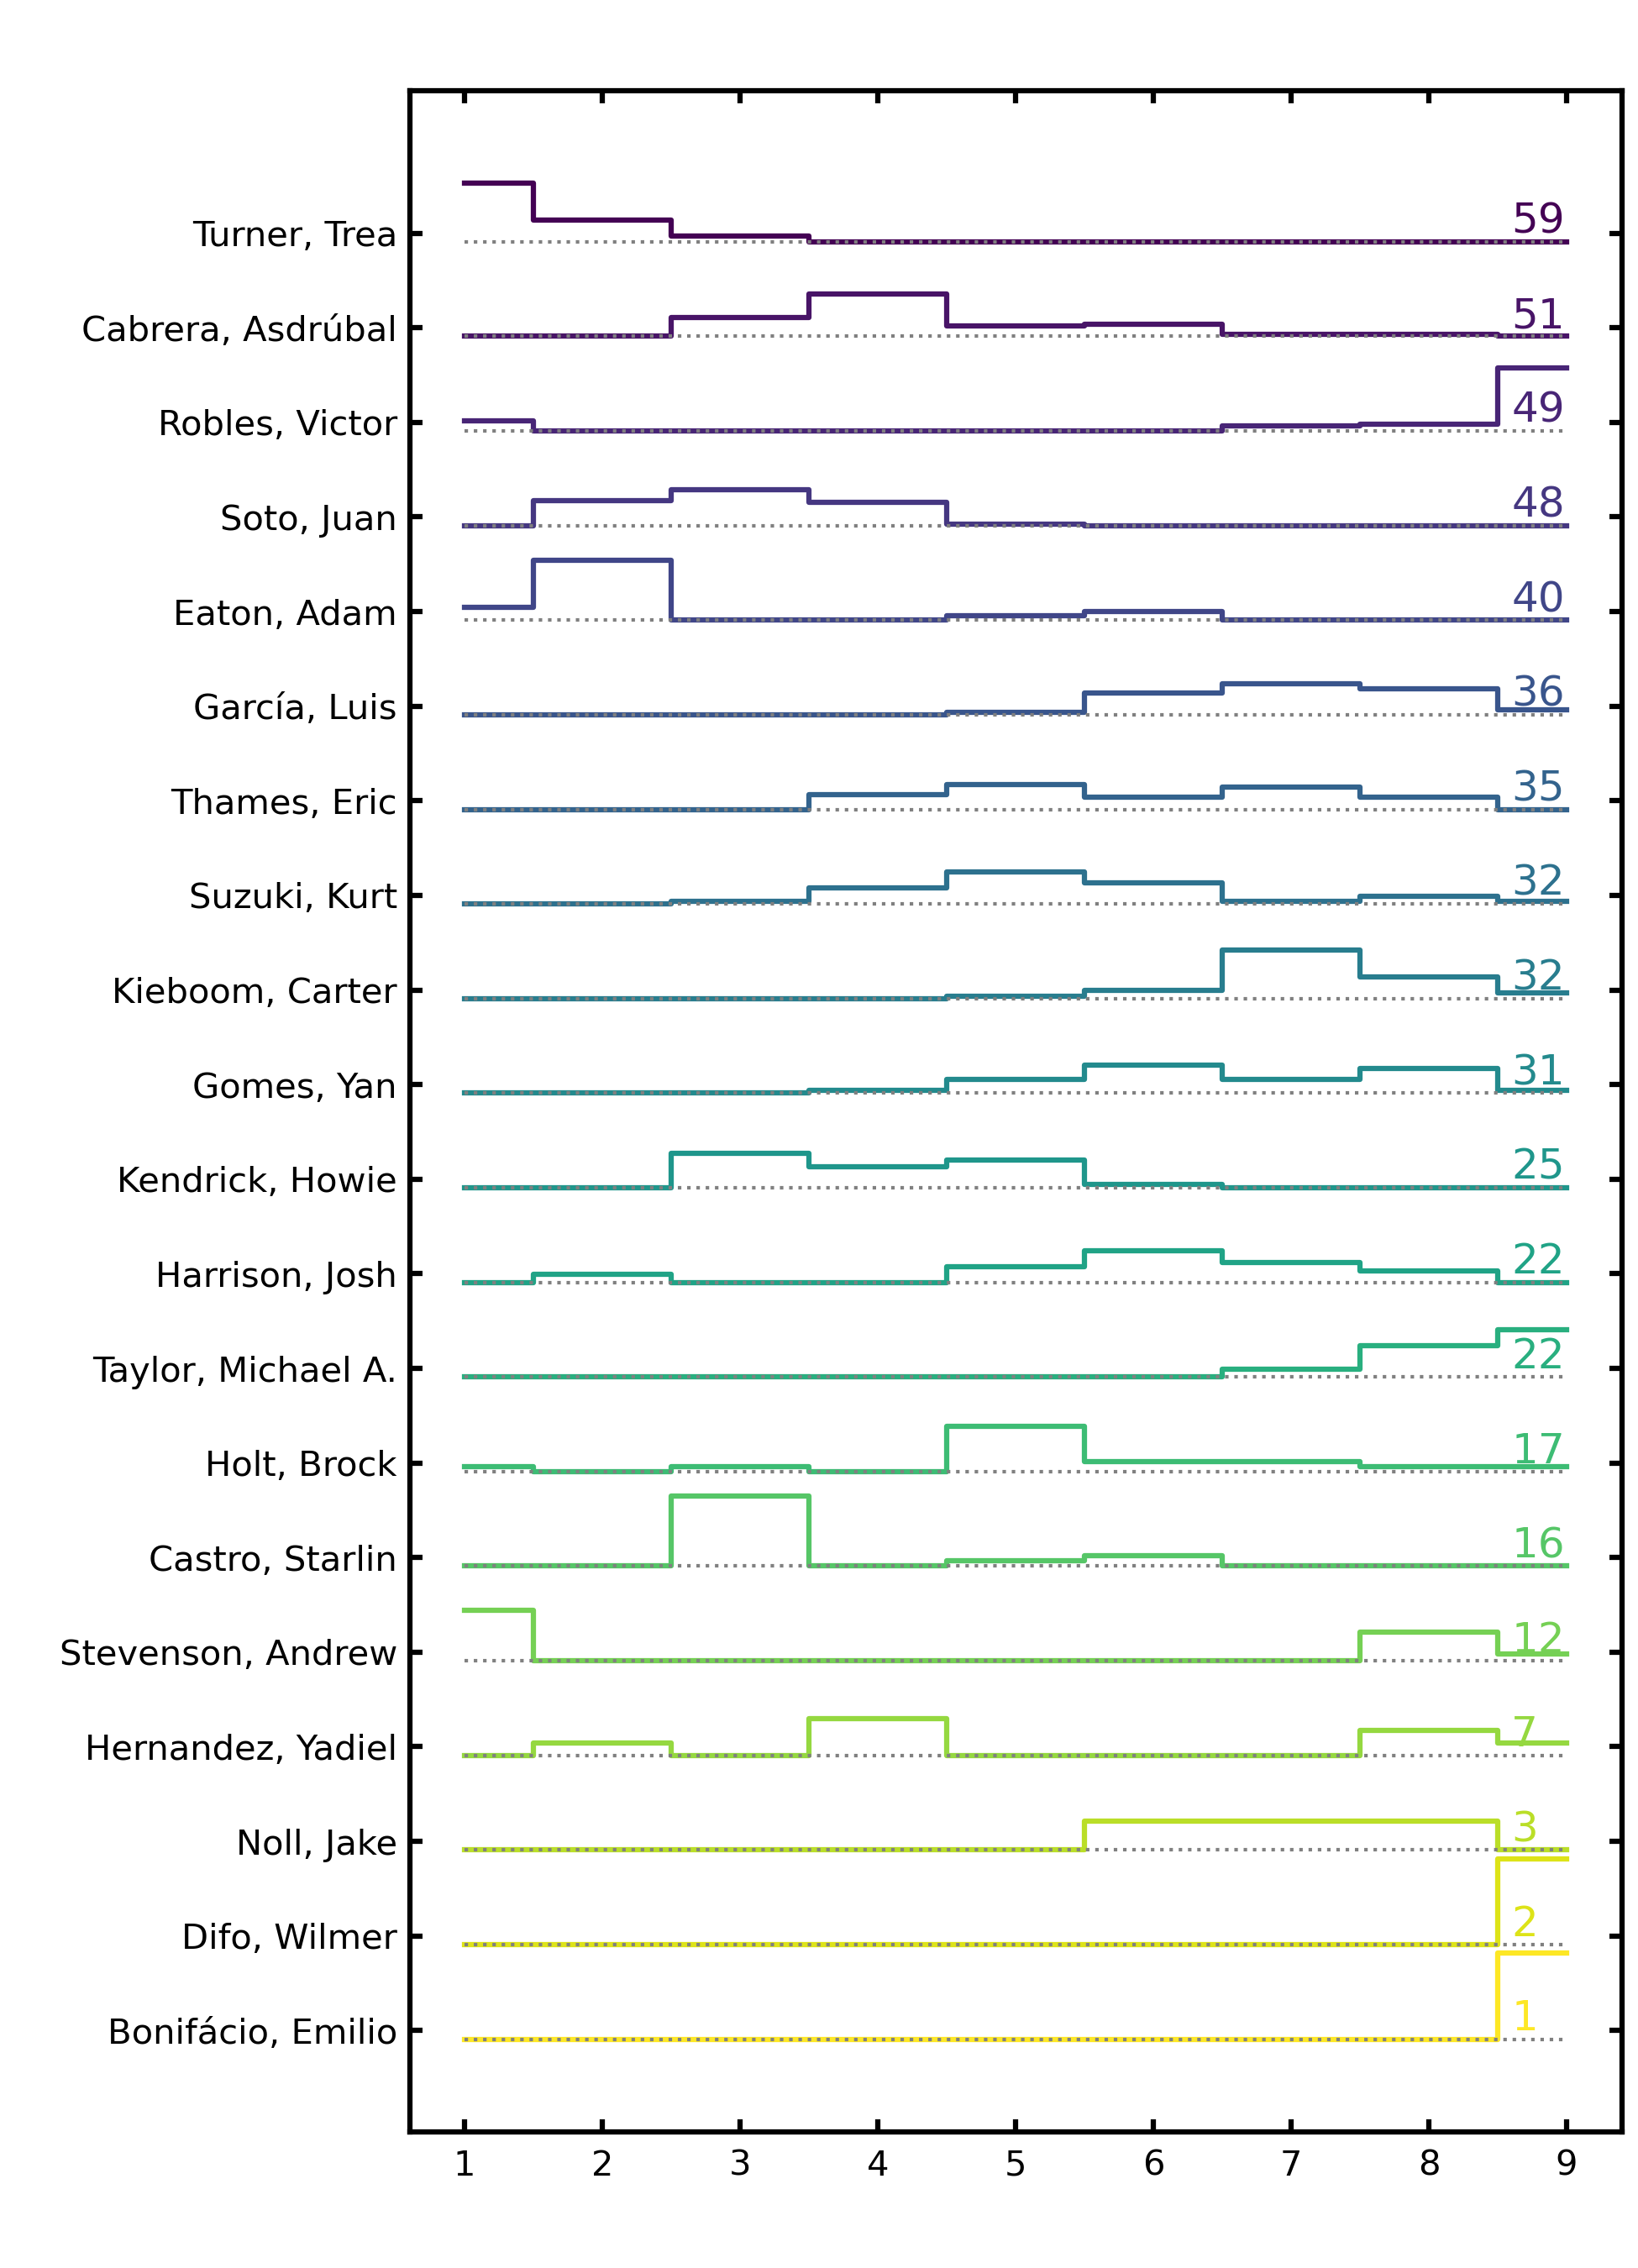 Turner, Trea 59
Cabrera, Asdrúbal 51
Robles, Victor 49
Soto, Juan 48
Eaton, Adam 40
García, Luis 36
Thames, Eric 35
Suzuki, Kurt 32
Kieboom, Carter 32
Gomes, Yan 31
Kendrick, Howie 25
Harrison, Josh 22
Taylor, Michael A. 22
Holt, Brock 17
Castro, Starlin 16
Stevenson, Andrew 12
Hernandez, Yadiel 7
Noll, Jake 3
Difo, Wilmer 2
Bonifácio, Emilio 1
1 2 3 4 5 6 7 8 9